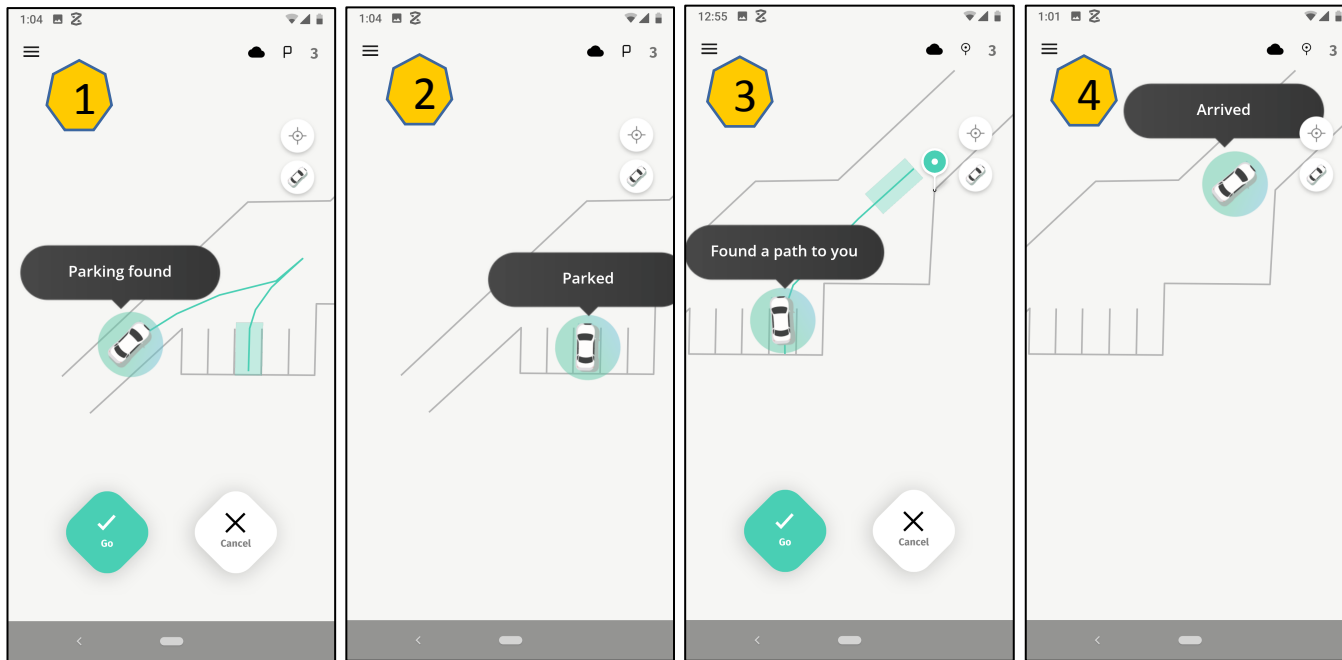 1:04
P 3
1
Parking found
Go
Cancel
1:04
P 3
2
Parked
12:55
3
3
Found a path to you
Go
Cancel
1:01
3
4
Arrived